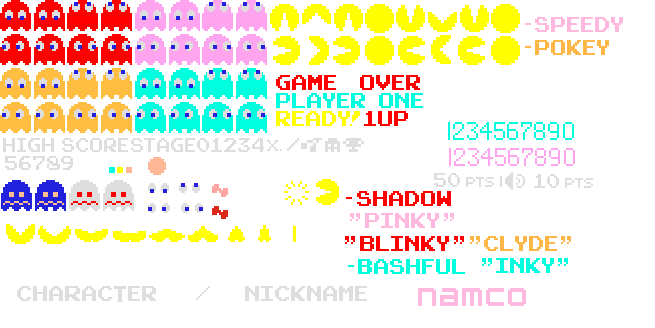 -SPEEDY
-POKEY
GAME OVER
PLAYER ONE
READY! 1UP
1234567890
HIGH SCORESTAGE01234X./-
1234567890
56789
50 PTS 10 PTS
-SHADOW
"PINKY"
"BLINKY" "CLYDE"
-BASHFUL "INKY"
CHARACTER / NICKNAME
namco